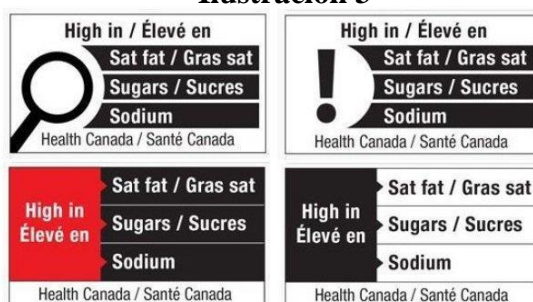 High in / Élevé en
Sat fat / Gras sat
Sugars / Sucres
Sodium
Health Canada / Santé Canada
High in / Élevé en
Sat fat / Gras sat
Sugars / Sucres
Sodium
Health Canada / Santé Canada
High in
Élevé en
Sat fat / Gras sat
Sugars / Sucres
Sodium
Health Canada / Santé Canada
High in
Élevé en
Sat fat / Gras sat
Sugars / Sucres
Sodium
Health Canada / Santé Canada